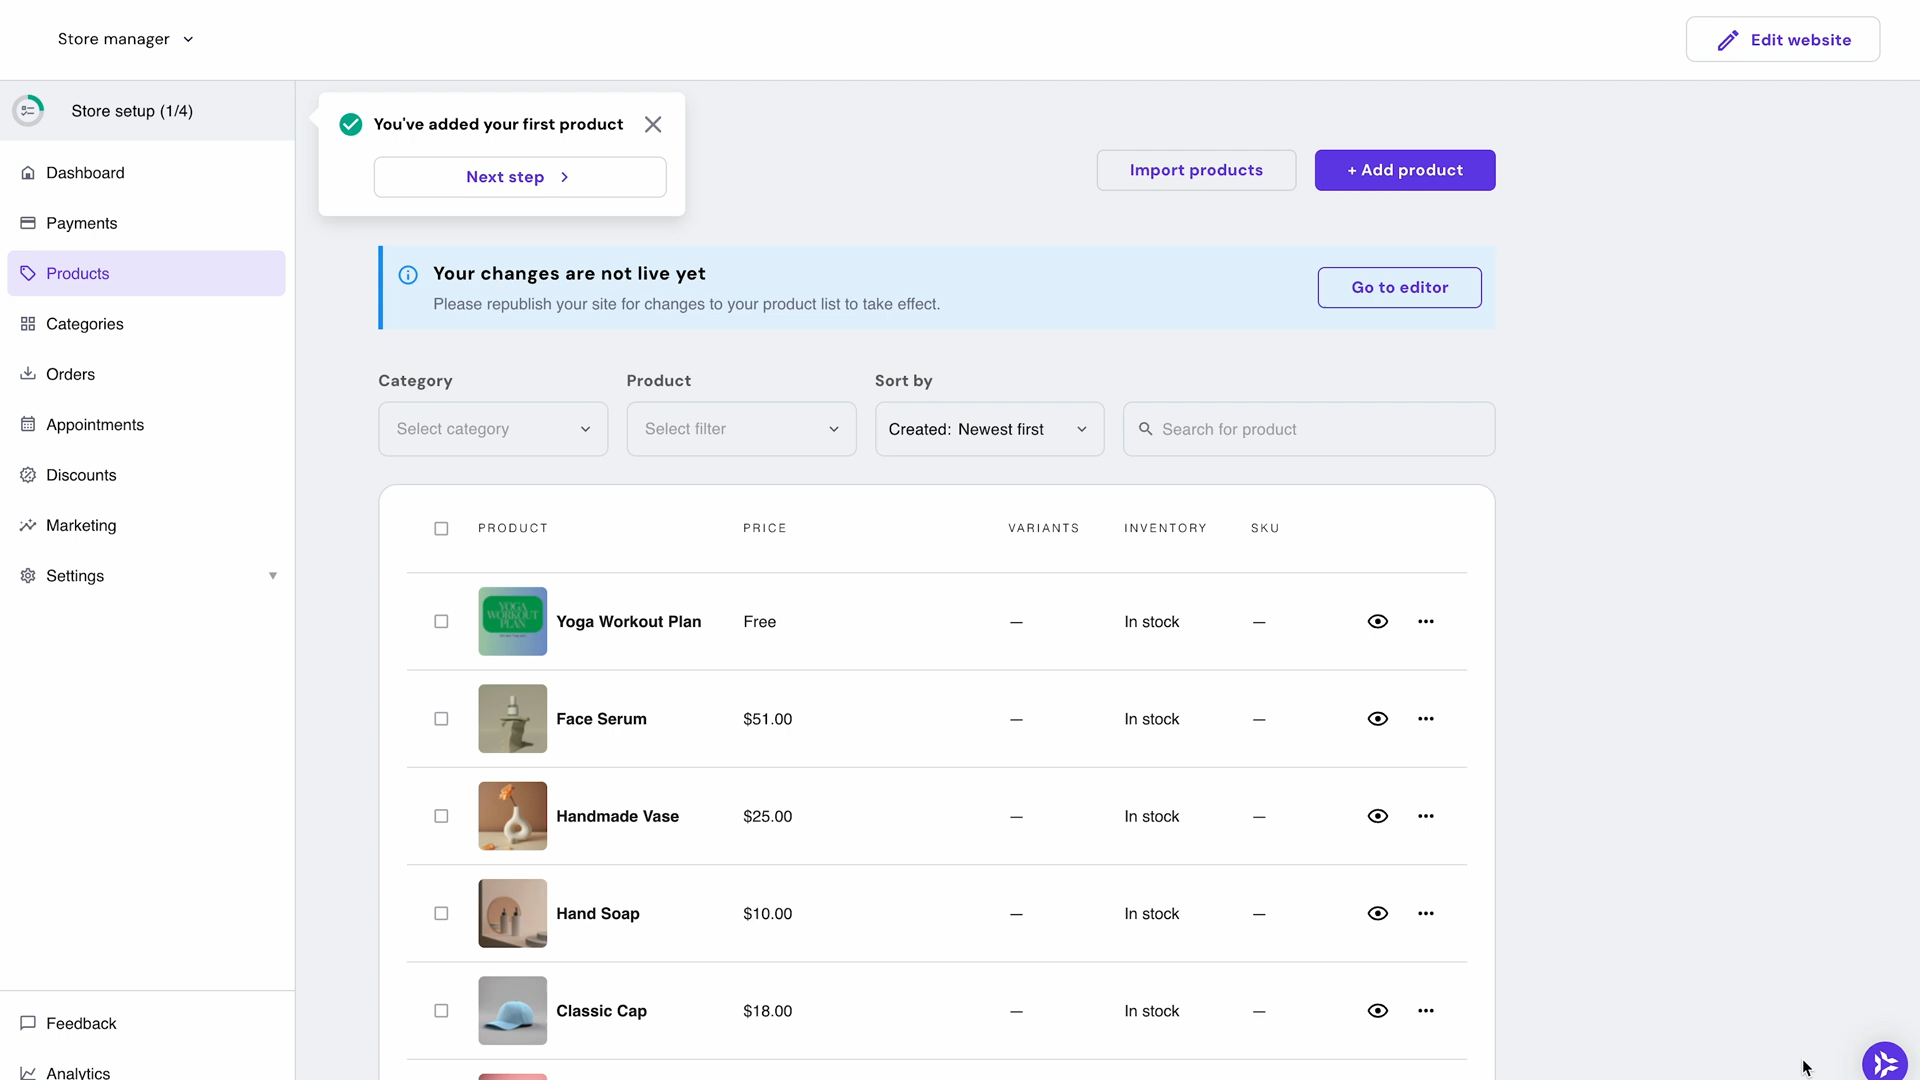 Store manager
Edit website
Store setup (1/4)
You've added your first product
Next step
Import products
+ Add product
Dashboard
Payments
Products
Categories
Orders
Appointments
Discounts
Marketing
Settings
Feedback
Analytics
Your changes are not live yet
Please republish your site for changes to your product list to take effect.
Go to editor
Category
Product
Sort by
Select category
Select filter
Created: Newest first
Search for product
PRODUCT PRICE VARIANTS INVENTORY SKU
YOGA
WORKOUT
PLAN
Yoga Workout Plan Free — In stock —
Face Serum $51.00 — In stock —
Handmade Vase $25.00 — In stock —
Hand Soap $10.00 — In stock —
Classic Cap $18.00 — In stock —